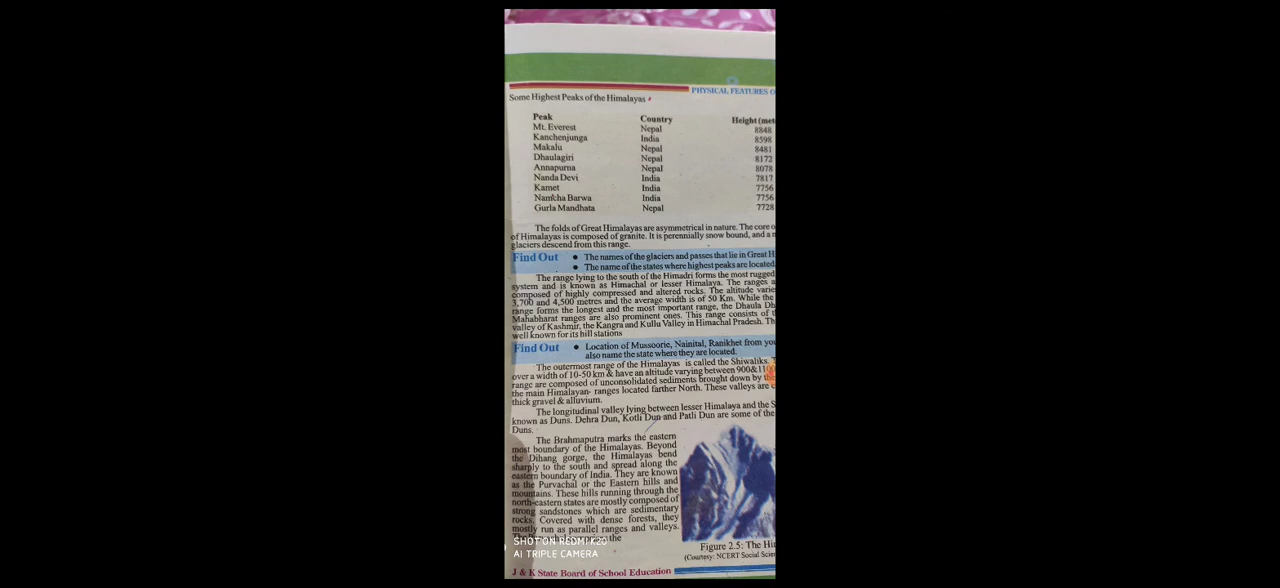 PHYSICAL FEATURES O
Some Highest Peaks of the Himalayas
Peak Country Height (met
Mt. Everest Nepal 8848
Kanchenjunga India 8598
Makalu Nepal 8481
Dhaulagiri Nepal 8172
Annapurna Nepal 8078
Nanda Devi India 7817
Kamet India 7756
Namcha Barwa India 7756
Gurla Mandhata Nepal 7728
The folds of Great Himalayas are asymmetrical in nature. The core o
of Himalayas is composed of granite. It is perennially snow bound, and a n
glaciers descend from this range.
Find Out • The names of the glaciers and passes that lie in Great H
• The name of the states where highest peaks are located
The range lying to the south of the Himadri forms the most rugged
system and is known as Himachal or lesser Himalaya. The ranges a
composed of highly compressed and altered rocks. The altitude varie
3,700 and 4,500 metres and the average width is of 50 Km. While the
range forms the longest and the most important range, the Dhaula Dh
Mahabharat ranges are also prominent ones. This range consists of t
valley of Kashmir, the Kangra and Kullu Valley in Himachal Pradesh. Th
well known for its hill stations
Find Out • Location of Mussoorie, Nainital, Ranikhet from you
also name the state where they are located.
The outermost range of the Himalayas is called the Shiwaliks. T
over a width of 10-50 km & have an altitude varying between 900&11
range are composed of unconsolidated sediments brought down by
the main Himalayan- ranges located farther North. These valleys are c
thick gravel & alluvium.
The longitudinal valley lying between lesser Himalaya and the S
known as Duns. Dehra Dun, Kotli Dun and Patli Dun are some of the
Duns.
The Brahmaputra marks the eastern
most boundary of the Himalayas. Beyond
the Dihang gorge, the Himalayas bend
sharply to the south and spread along the
eastern boundary of India. They are known
as the Purvachal or the Eastern hills and
mountains. These hills running through the
north-eastern states are mostly composed of
strong sandstones which are sedimentary
rocks. Covered with dense forests, they
mostly run as parallel ranges and valleys.
the
SHOT ON REDMI K20
AI TRIPLE CAMERA
Figure 2.5: The Hi
(Courtesy: NCERT Social Scien
J & K State Board of School Education